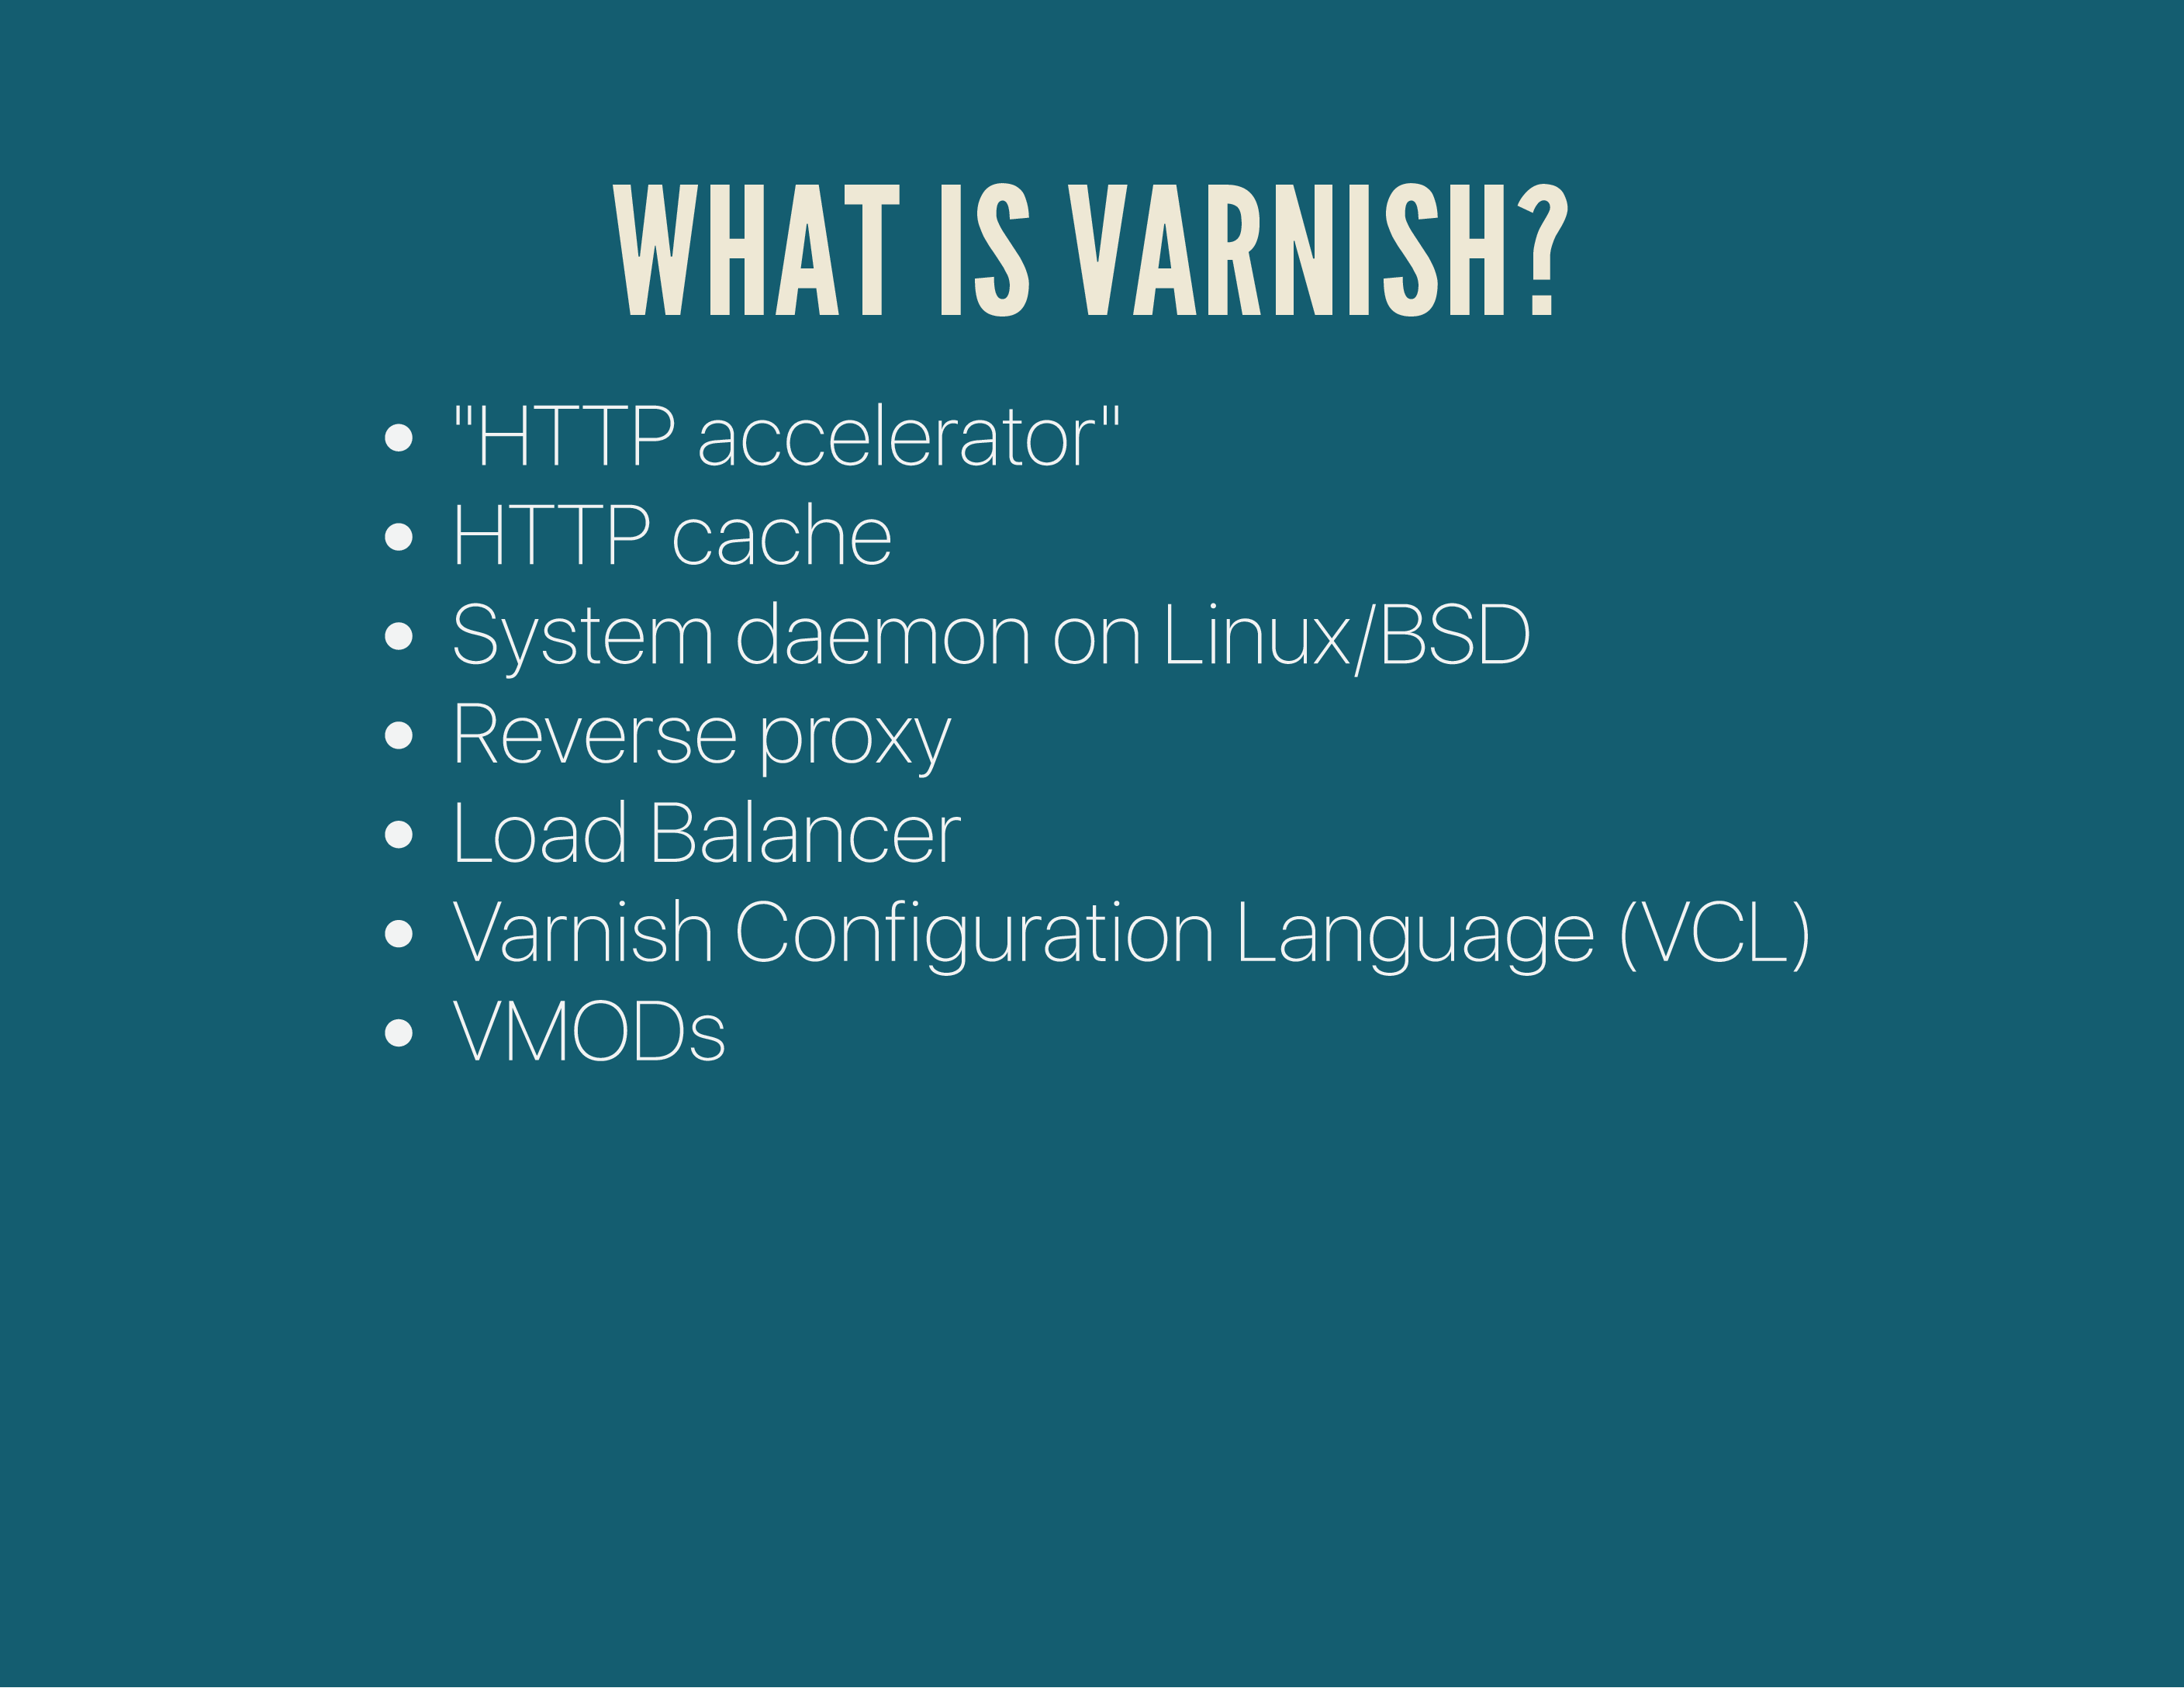 WHAT IS VARNISH?
• "HTTP accelerator"
• HTTP cache
• System daemon on Linux/BSD
• Reverse proxy
• Load Balancer
• Varnish Configuration Language (VCL)
• VMODs